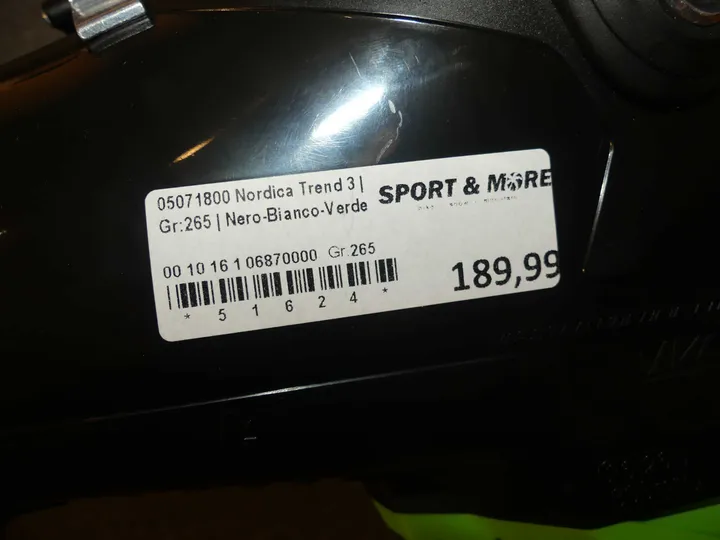 05071800 Nordica Trend 3 |
Gr:265 | Nero-Bianco-Verde
SPORT & MORE
00 10 16 1 06870000 Gr.265
* 5 1 6 2 4 *
189,99